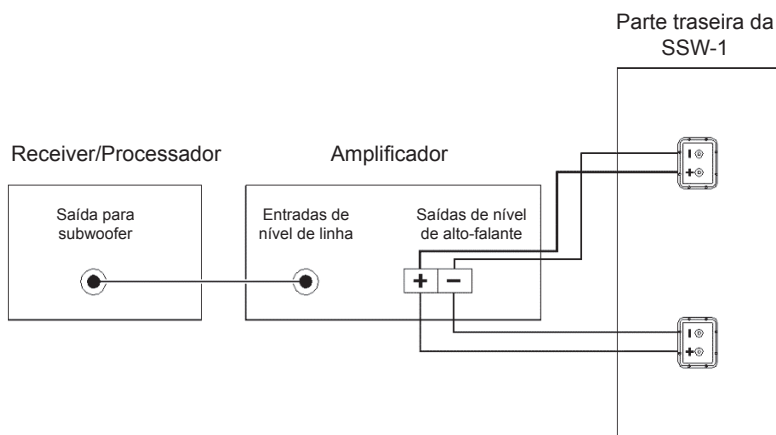 Parte traseira da
SSW-1
Receiver/Processador
Amplificador
Saída para
subwoofer
Entradas de
nível de linha
Saídas de nível
de alto-falante
+ −
−
+
−
+